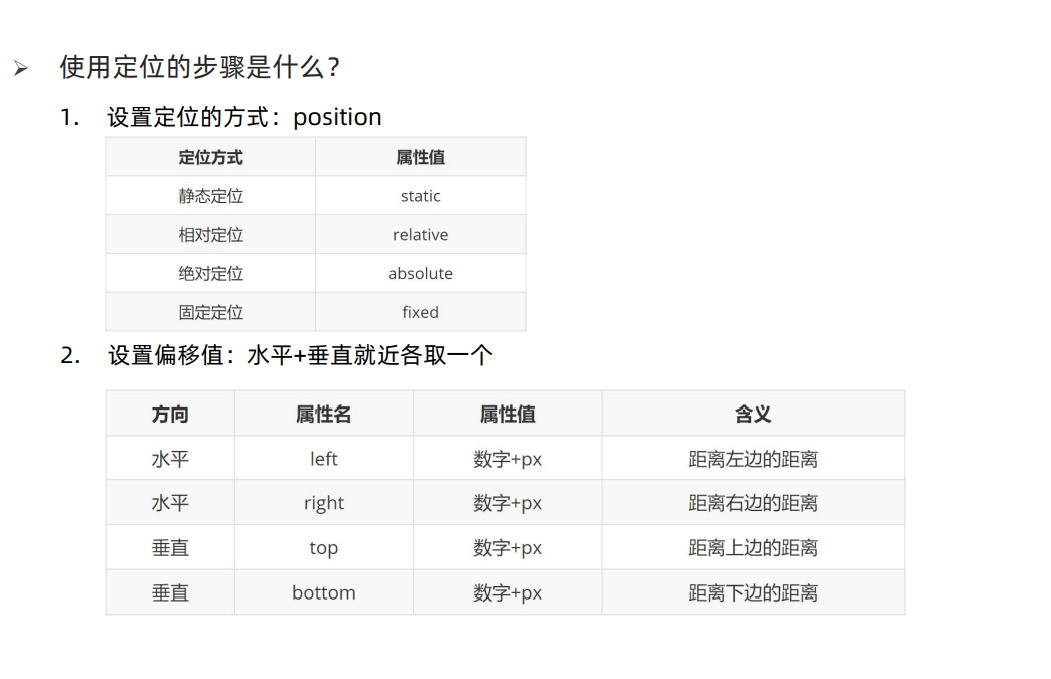 ➢ 使用定位的步骤是什么？
1. 设置定位的方式：position
定位方式 属性值
静态定位 static
相对定位 relative
绝对定位 absolute
固定定位 fixed
2. 设置偏移值：水平+垂直就近各取一个
方向 属性名 属性值 含义
水平 left 数字+px 距离左边的距离
水平 right 数字+px 距离右边的距离
垂直 top 数字+px 距离上边的距离
垂直 bottom 数字+px 距离下边的距离